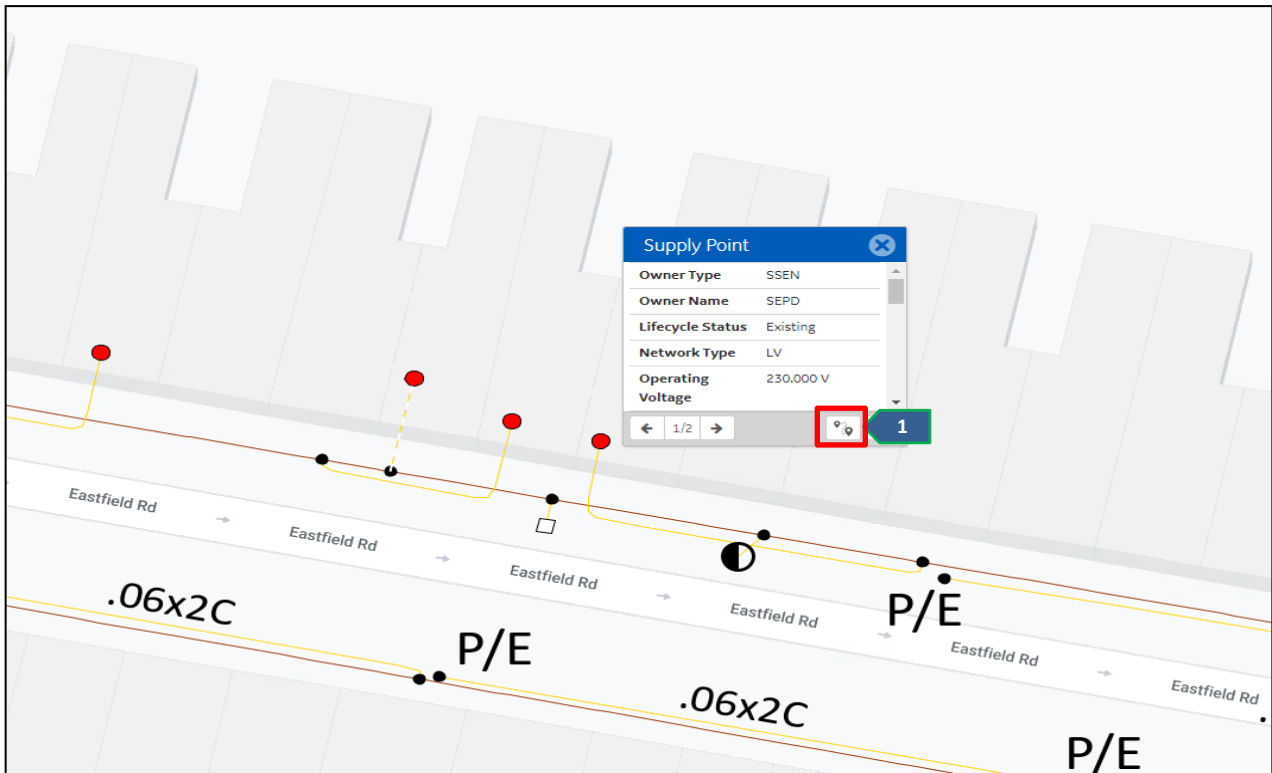 Supply Point
Owner Type SSEN
Owner Name SEPD
Lifecycle Status Existing
Network Type LV
Operating Voltage 230.000 V
1/2
1
Eastfield Rd
Eastfield Rd
Eastfield Rd
Eastfield Rd
Eastfield Rd
Eastfield Rd
.06x2C
P/E
P/E
.06x2C
P/E